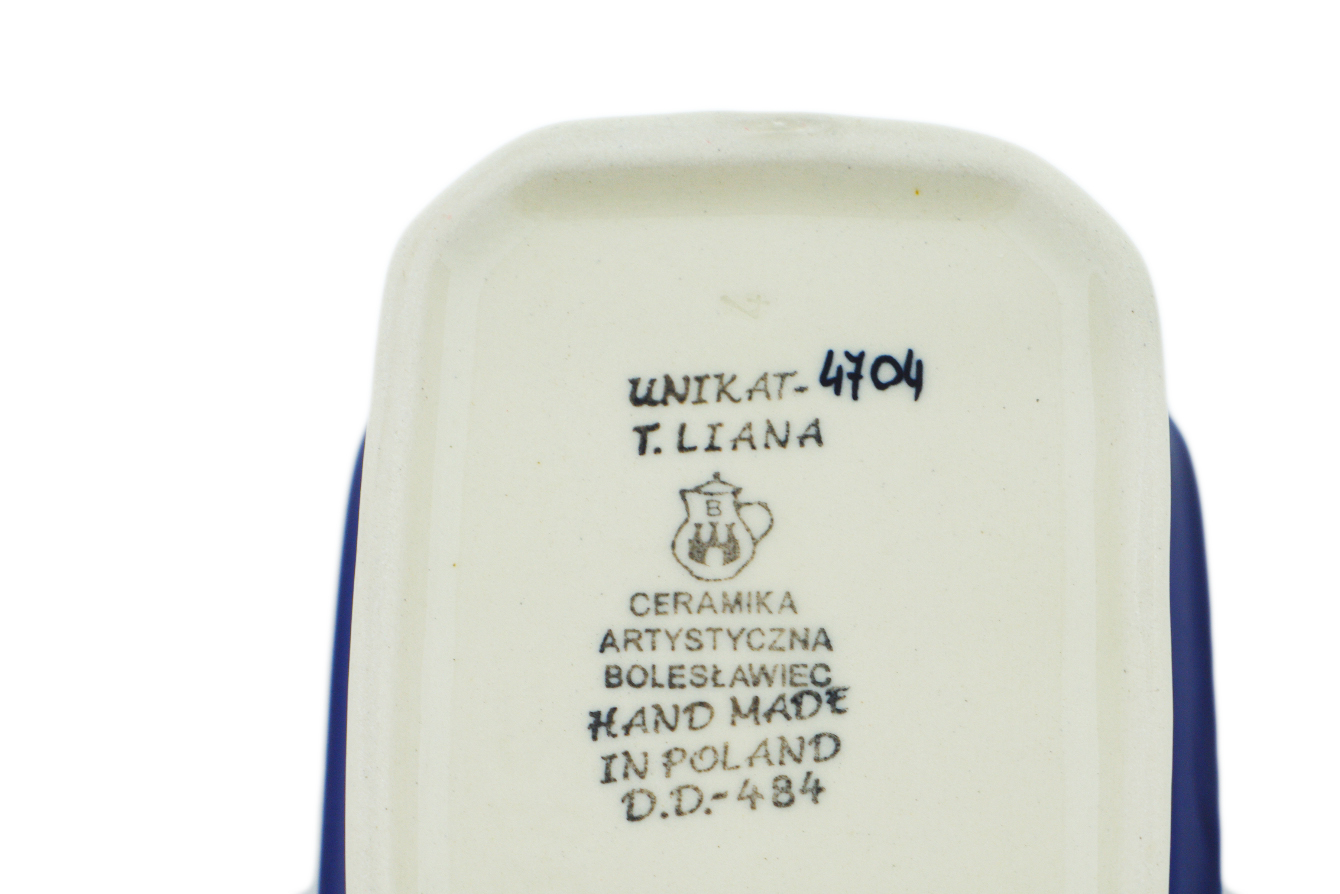 UNIKAT-4704
T. LIANA
B
CERAMIKA
ARTYSTYCZNA
BOLESŁAWIEC
HAND MADE
IN POLAND
D.D.-484